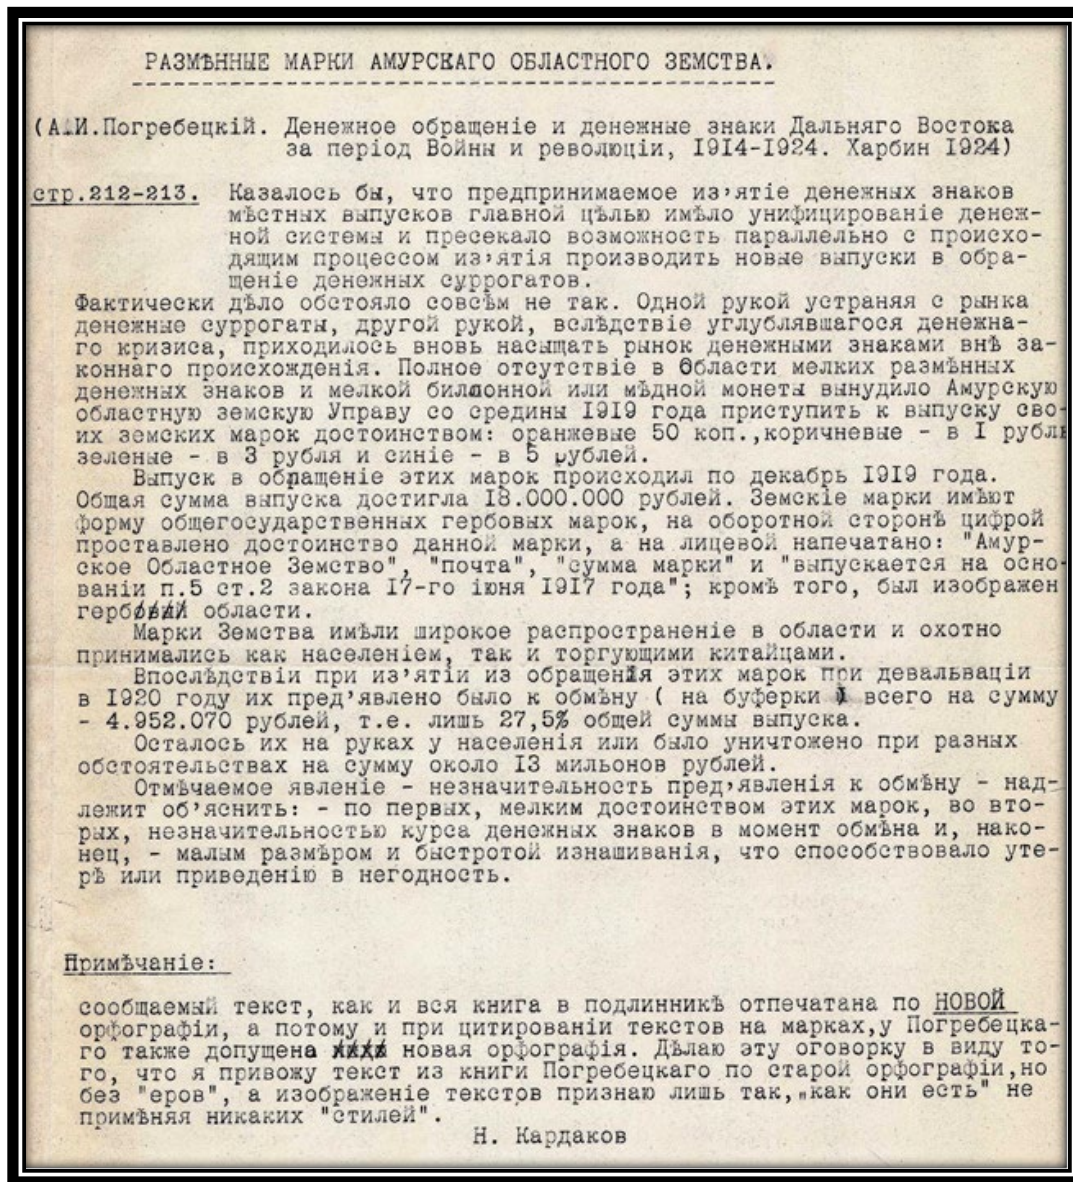 РАЗМѢННЫЕ МАРКИ АМУРСКАГО ОБЛАСТНОГО ЗЕМСТВА.
(А.И.Погребецкій. Денежное обращеніе и денежные знаки Дальняго Востока
за період Войны и революціи, 1914-1924. Харбин 1924)
стр.212-213. Казалось бы, что предпринимаемое из’ятіе денежных знаков
мѣстных выпусков главной цѣлью имѣло унифицированіе денеж-
ной системы и пресекало возможность параллельно с происхо-
дящим процессом из’ятія производить новые выпуски в обра-
щеніе денежных суррогатов.
Фактически дѣло обстояло совсѣм не так. Одной рукой устраняя с рынка
денежные суррогаты, другой рукой, вслѣдствіе углублявшагося денежна-
го кризиса, приходилось вновь насыщать рынок денежными знаками внѣ за-
коннаго происхожденія. Полное отсутствіе в Области мелких размѣнных
денежных знаков и мелкой биллонной или мѣдной монеты вынудило Амурскую
областную земскую Управу со средины 1919 года приступить к выпуску сво-
их земских марок достоинством: оранжевые 50 коп.,коричневые - в I рубль
зеленые - в 3 рубля и синіе - в 5 рублей.
Выпуск в обращеніе этих марок происходил по декабрь 1919 года.
Общая сумма выпуска достигла 18.000.000 рублей. Земскіе марки имѣют
форму общегосударственных гербовых марок, на оборотной сторонѣ цифрой
проставлено достоинство данной марки, а на лицевой напечатано: "Амур-
ское Областное Земство", "почта", "сумма марки" и "выпускается на осно-
ваніи п.5 ст.2 закона 17-го іюня 1917 года"; кромѣ того, был изображен
герб области.
Марки Земства имѣли широкое распространеніе в области и охотно
принимались как населеніем, так и торгующими китайцами.
Впослѣдствіи при из’ятіи из обращенія этих марок при девальваціи
в 1920 году их пред’явлено было к обмѣну ( на буферки ) всего на сумму
- 4.952.070 рублей, т.е. лишь 27,5% общей суммы выпуска.
Осталось их на руках у населенія или было уничтожено при разных
обстоятельствах на сумму около 13 мильонов рублей.
Отмѣчаемое явленіе - незначительность пред’явленія к обмѣну - над-
лежит об’яснить: - по первых, мелким достоинством этих марок, во вто-
рых, незначительностью курса денежных знаков в момент обмѣна и, нако-
нец, - малым размѣром и быстротой изнашиванія, что способствовало уте-
рѣ или приведенію в негодность.
Примѣчаніе:
сообщаемый текст, как и вся книга в подлинникѣ отпечатана по НОВОЙ
орфографіи, а потому и при цитированіи текстов на марках,у Погребецка-
го также допущена новая орфографія. Дѣлаю эту оговорку в виду то-
го, что я привожу текст из книги Погребецкаго по старой орфографіи,но
без "еров", а изображеніе текстов признаю лишь так,„как они есть" не
примѣняя никаких "стилей".
Н. Кардаков